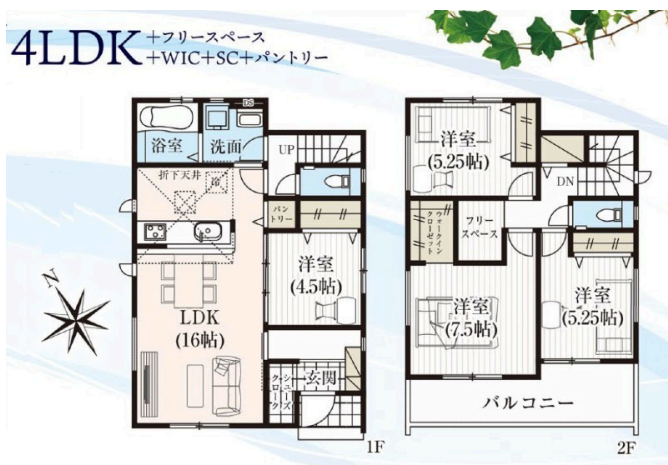 4LDK
+フリースペース
+WIC+SC+パントリー
浴室
洗面
DS
UP
折下天井
冷
パン
トリー
洋室
(4.5帖)
LDK
(16帖)
シューズ
クローク
玄関
1F
N
洋室
(5.25帖)
DN
ウォークイン
クローゼット
フリー
スペース
洋室
(7.5帖)
洋室
(5.25帖)
バルコニー
2F